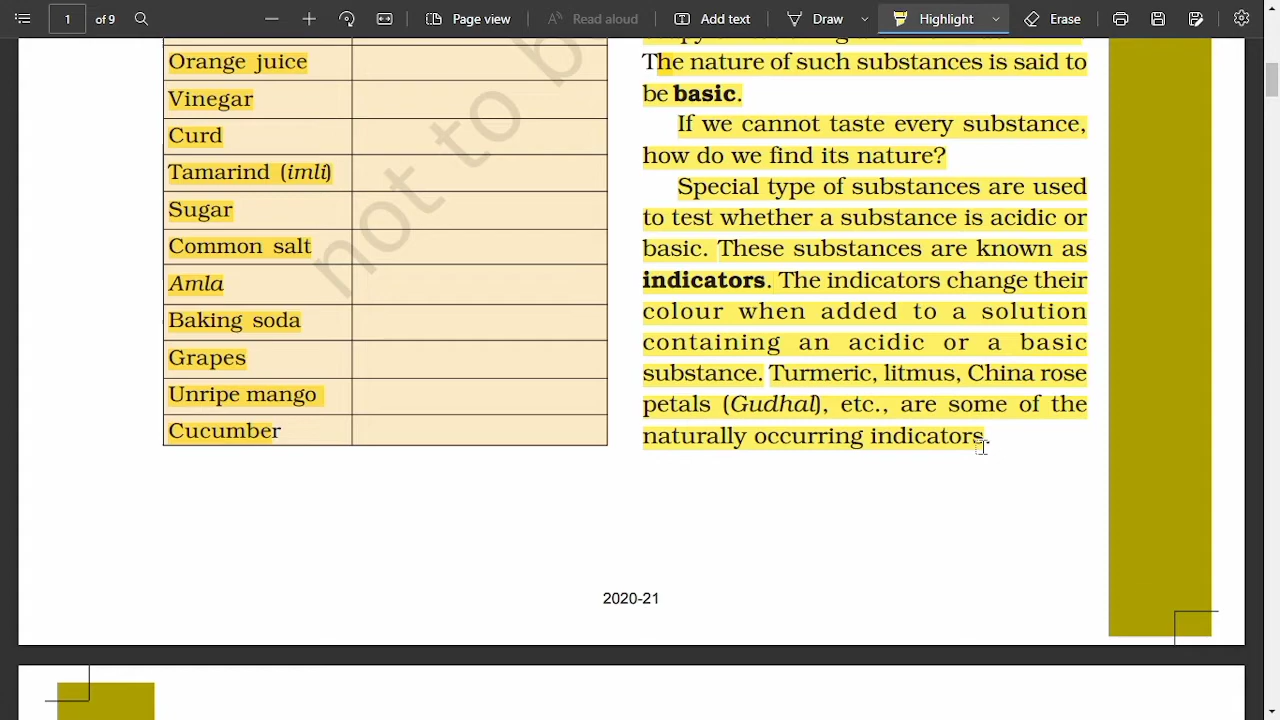 1 of 9
Page view
Read aloud
Add text
Draw
Highlight
Erase
Orange juice
Vinegar
Curd
Tamarind (imli)
Sugar
Common salt
Amla
Baking soda
Grapes
Unripe mango
Cucumber
not to b
The nature of such substances is said to
be basic.
If we cannot taste every substance,
how do we find its nature?
Special type of substances are used
to test whether a substance is acidic or
basic. These substances are known as
indicators. The indicators change their
colour when added to a solution
containing an acidic or a basic
substance. Turmeric, litmus, China rose
petals (Gudhal), etc., are some of the
naturally occurring indicators.
2020-21